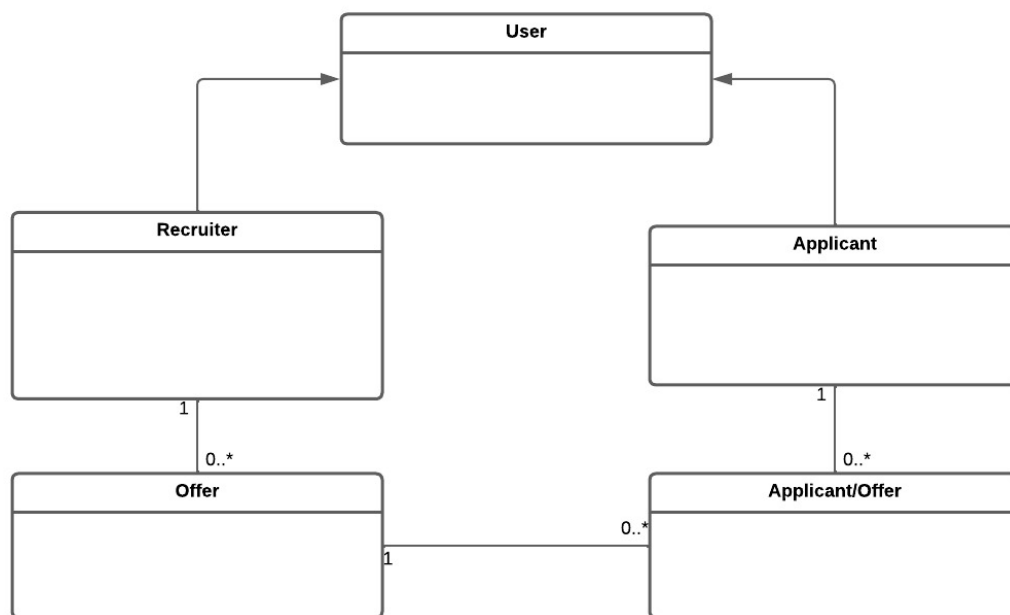 User
Recruiter
Applicant
1
1
0..*
0..*
Offer
Applicant/Offer
0..*
1